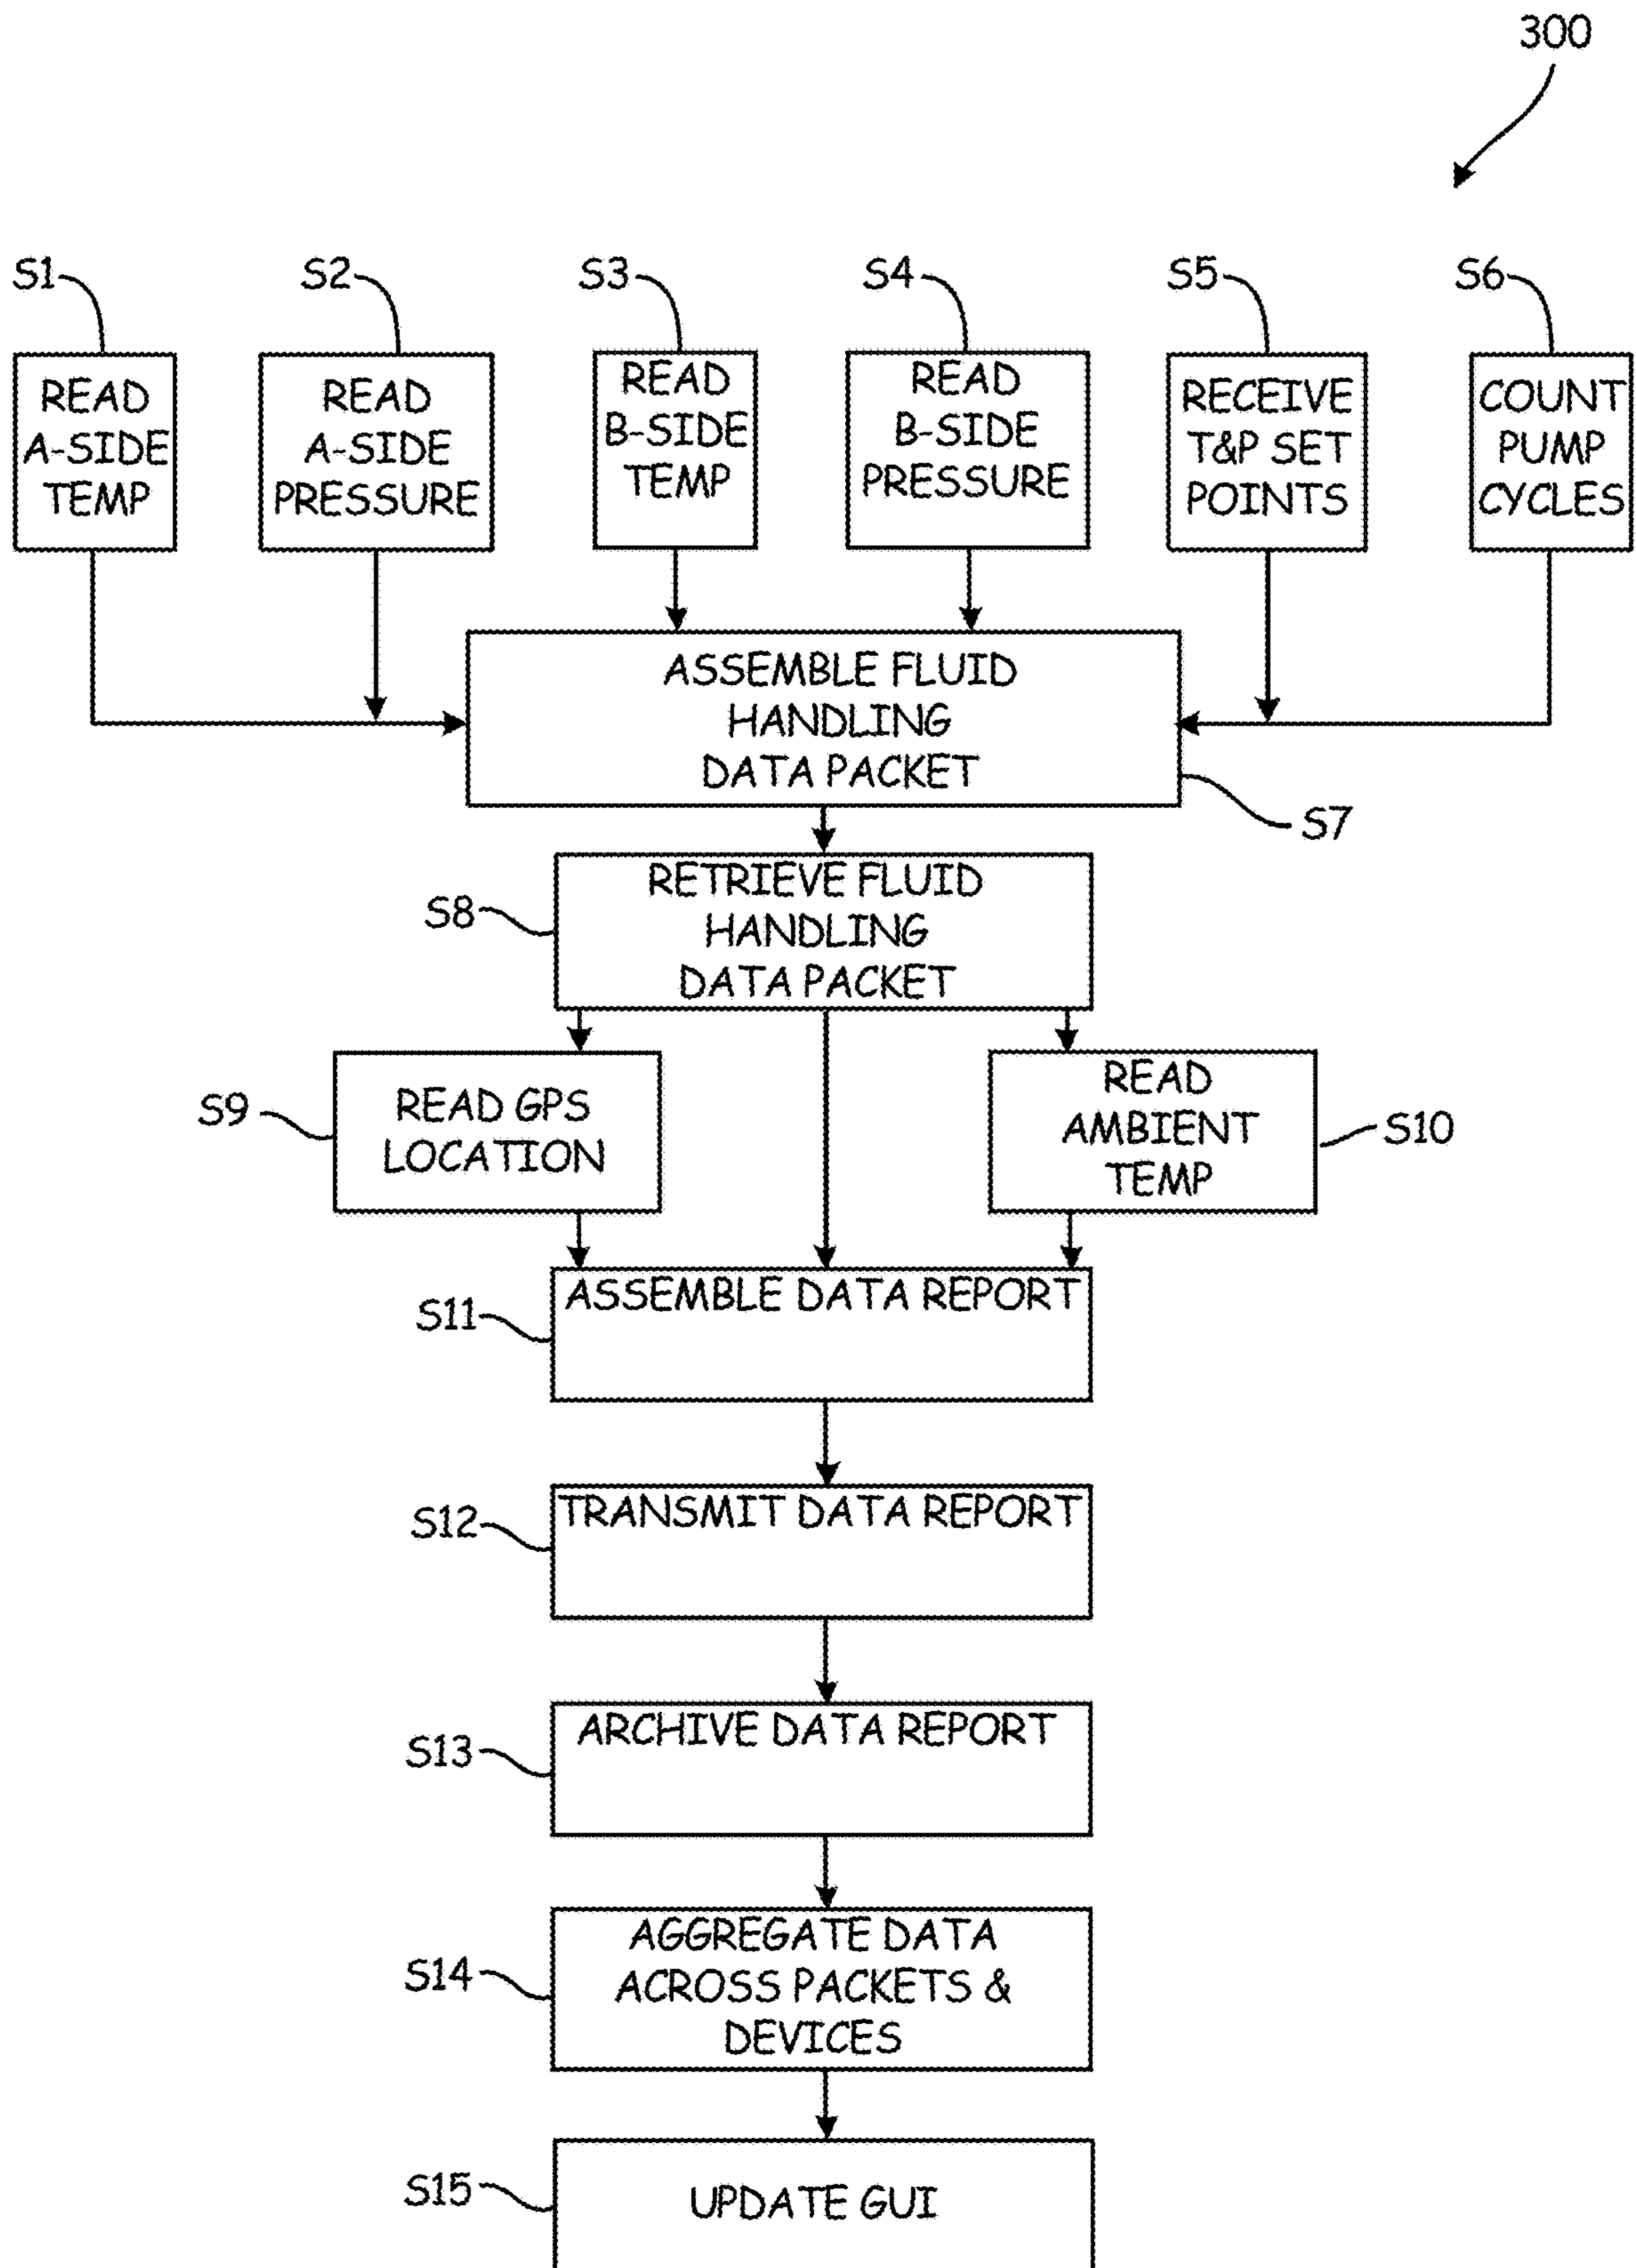 300
S1
S2
S3
S4
S5
S6
READ
A-SIDE
TEMP
READ
A-SIDE
PRESSURE
READ
B-SIDE
TEMP
READ
B-SIDE
PRESSURE
RECEIVE
T&P SET
POINTS
COUNT
PUMP
CYCLES
ASSEMBLE FLUID
HANDLING
DATA PACKET
S7
S8
RETRIEVE FLUID
HANDLING
DATA PACKET
S9
READ GPS
LOCATION
READ
AMBIENT
TEMP
S10
S11
ASSEMBLE DATA REPORT
S12
TRANSMIT DATA REPORT
S13
ARCHIVE DATA REPORT
S14
AGGREGATE DATA
ACROSS PACKETS &
DEVICES
S15
UPDATE GUI